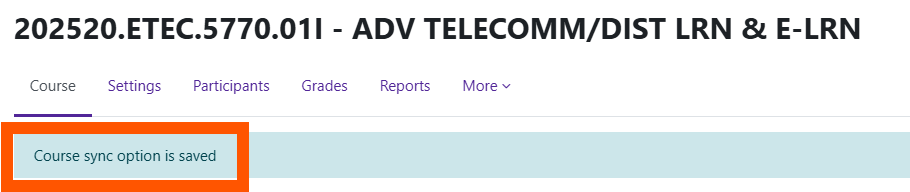 202520.ETEC.5770.01I - ADV TELECOMM/DIST LRN & E-LRN
Course Settings Participants Grades Reports More
Course sync option is saved